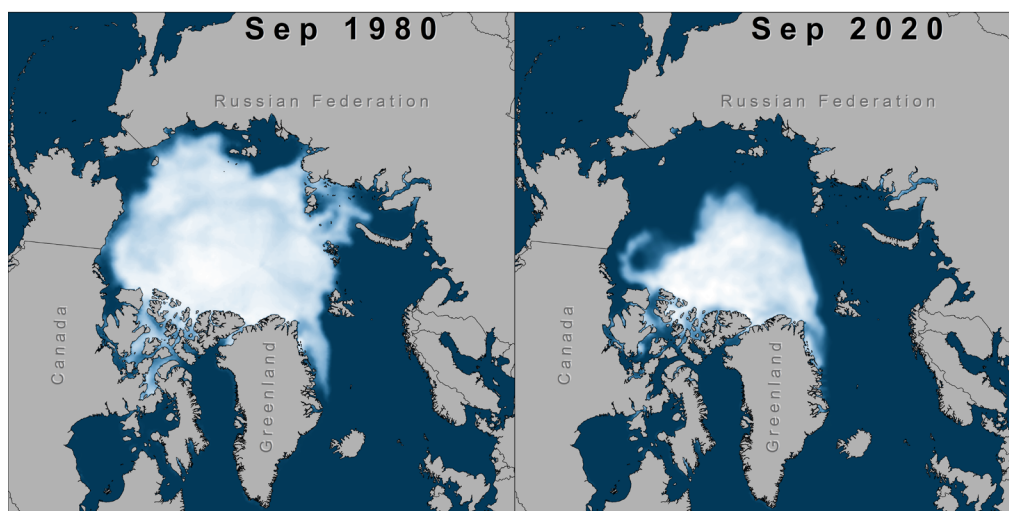 Sep 1980
Russian Federation
Canada
Greenland
Sep 2020
Russian Federation
Canada
Greenland